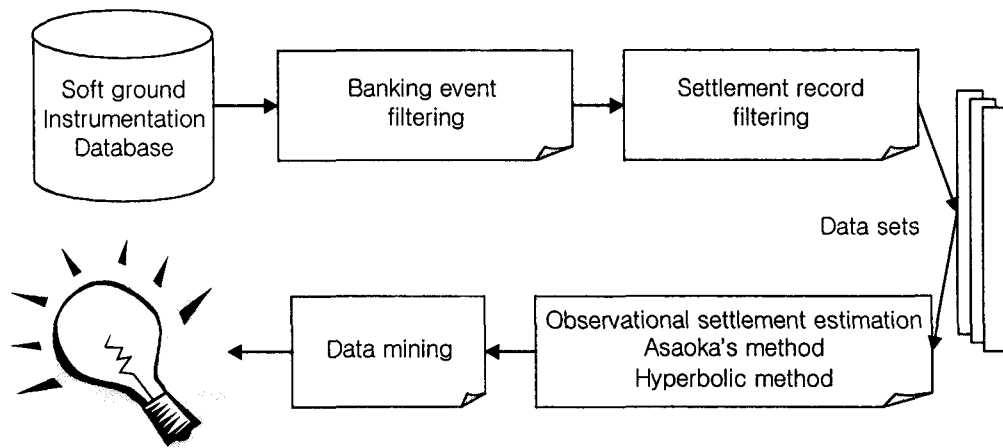 Soft ground
Instrumentation
Database
Banking event
filtering
Settlement record
filtering
Data sets
Observational settlement estimation
Asaoka's method
Hyperbolic method
Data mining